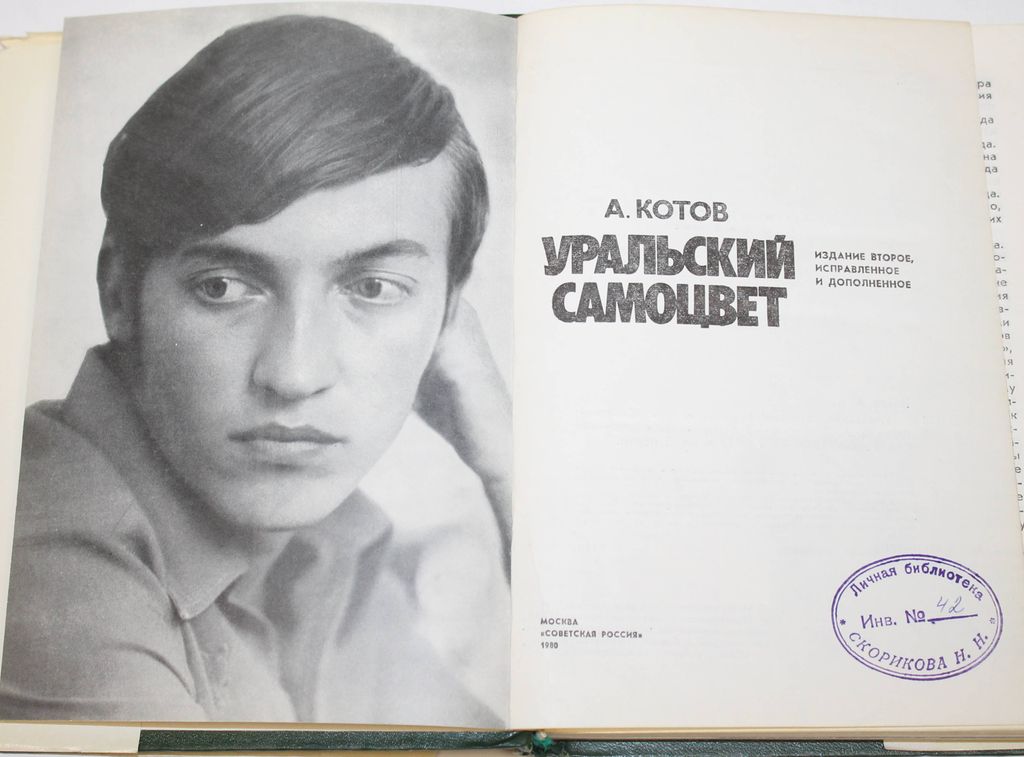 А. КОТОВ
УРАЛЬСКИЙ
САМОЦВЕТ
ИЗДАНИЕ ВТОРОЕ,
ИСПРАВЛЕННОЕ
И ДОПОЛНЕННОЕ
МОСКВА
«СОВЕТСКАЯ РОССИЯ»
1980
Личная библиотека
Инв. № 42
* СКОРИКОВА Н. Н. *